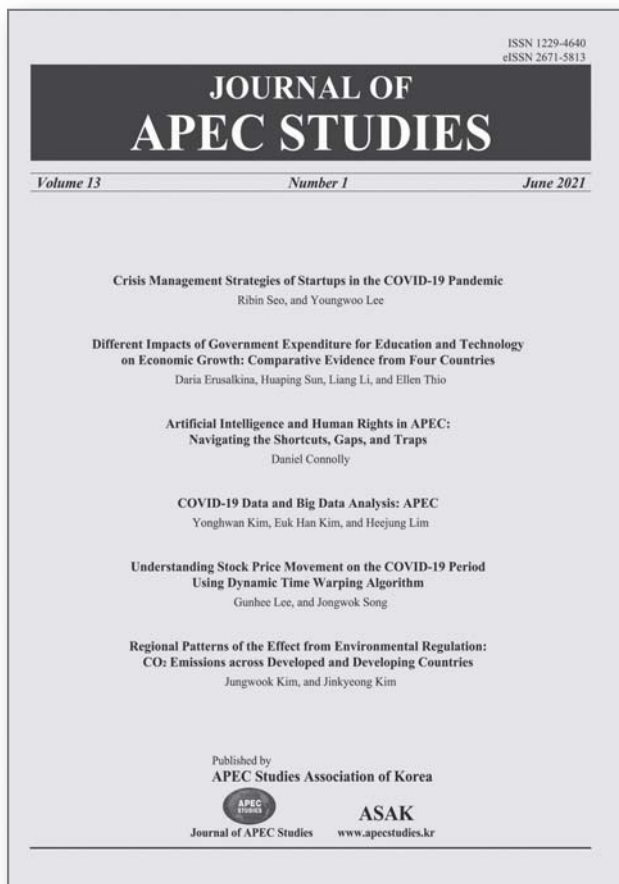 ISSN 1229-4640
eISSN 2671-5813
JOURNAL OF
APEC STUDIES
Volume 13 Number 1 June 2021
Crisis Management Strategies of Startups in the COVID-19 Pandemic
Ribin Seo, and Youngwoo Lee
Different Impacts of Government Expenditure for Education and Technology
on Economic Growth: Comparative Evidence from Four Countries
Daria Erusalkina, Huaping Sun, Liang Li, and Ellen Thio
Artificial Intelligence and Human Rights in APEC:
Navigating the Shortcuts, Gaps, and Traps
Daniel Connolly
COVID-19 Data and Big Data Analysis: APEC
Yonghwan Kim, Euk Han Kim, and Heejung Lim
Understanding Stock Price Movement on the COVID-19 Period
Using Dynamic Time Warping Algorithm
Gunhee Lee, and Jongwok Song
Regional Patterns of the Effect from Environmental Regulation:
CO₂ Emissions across Developed and Developing Countries
Jungwook Kim, and Jinkyeong Kim
Published by
APEC Studies Association of Korea
APEC
STUDIES
ASAK
Journal of APEC Studies www.apecstudies.kr